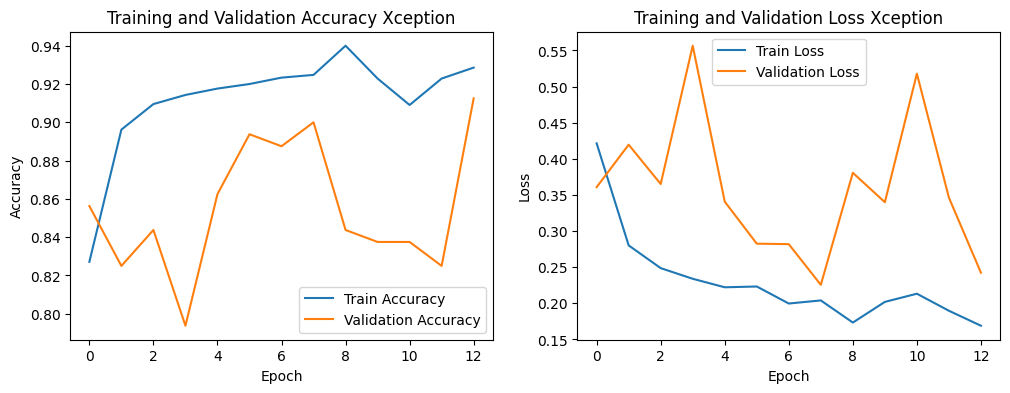 Training and Validation Accuracy Xception
0.94
0.92
0.90
0.88
0.86
0.84
0.82
0.80
Accuracy
0 2 4 6 8 10 12
Epoch
Train Accuracy
Validation Accuracy
Training and Validation Loss Xception
0.55
0.50
0.45
0.40
0.35
0.30
0.25
0.20
0.15
Loss
0 2 4 6 8 10 12
Epoch
Train Loss
Validation Loss